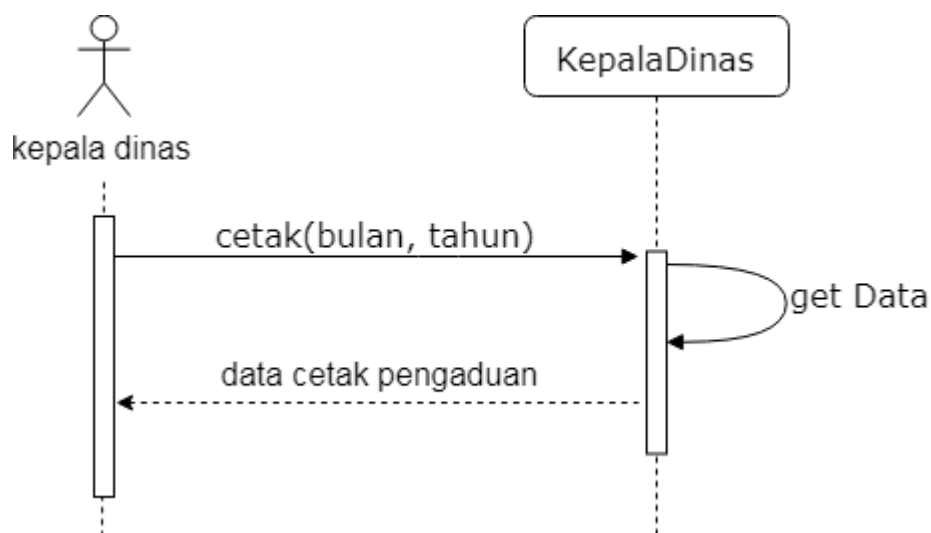 KepalaDinas
kepala dinas
cetak(bulan, tahun)
get Data
data cetak pengaduan